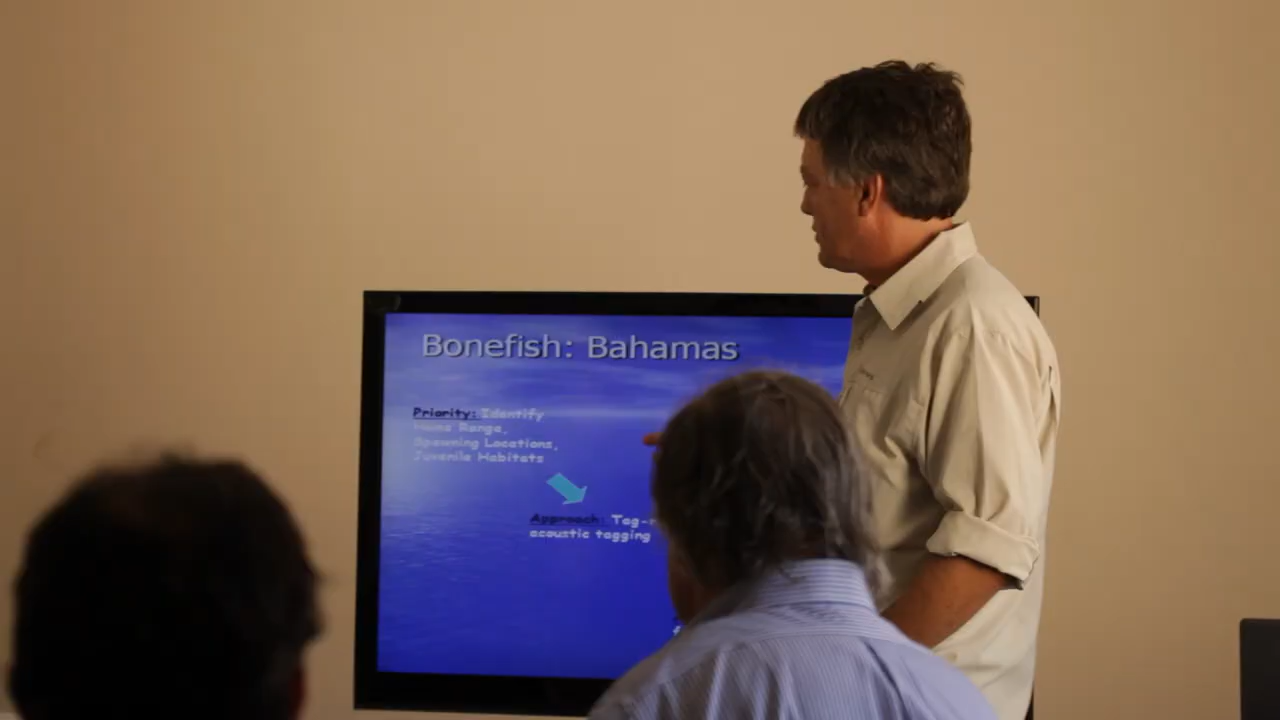 Bonefish: Bahamas
Priority: Identify
Home Range,
Spawning Locations,
Juvenile Habitats
Approach: Tag-r
acoustic tagging